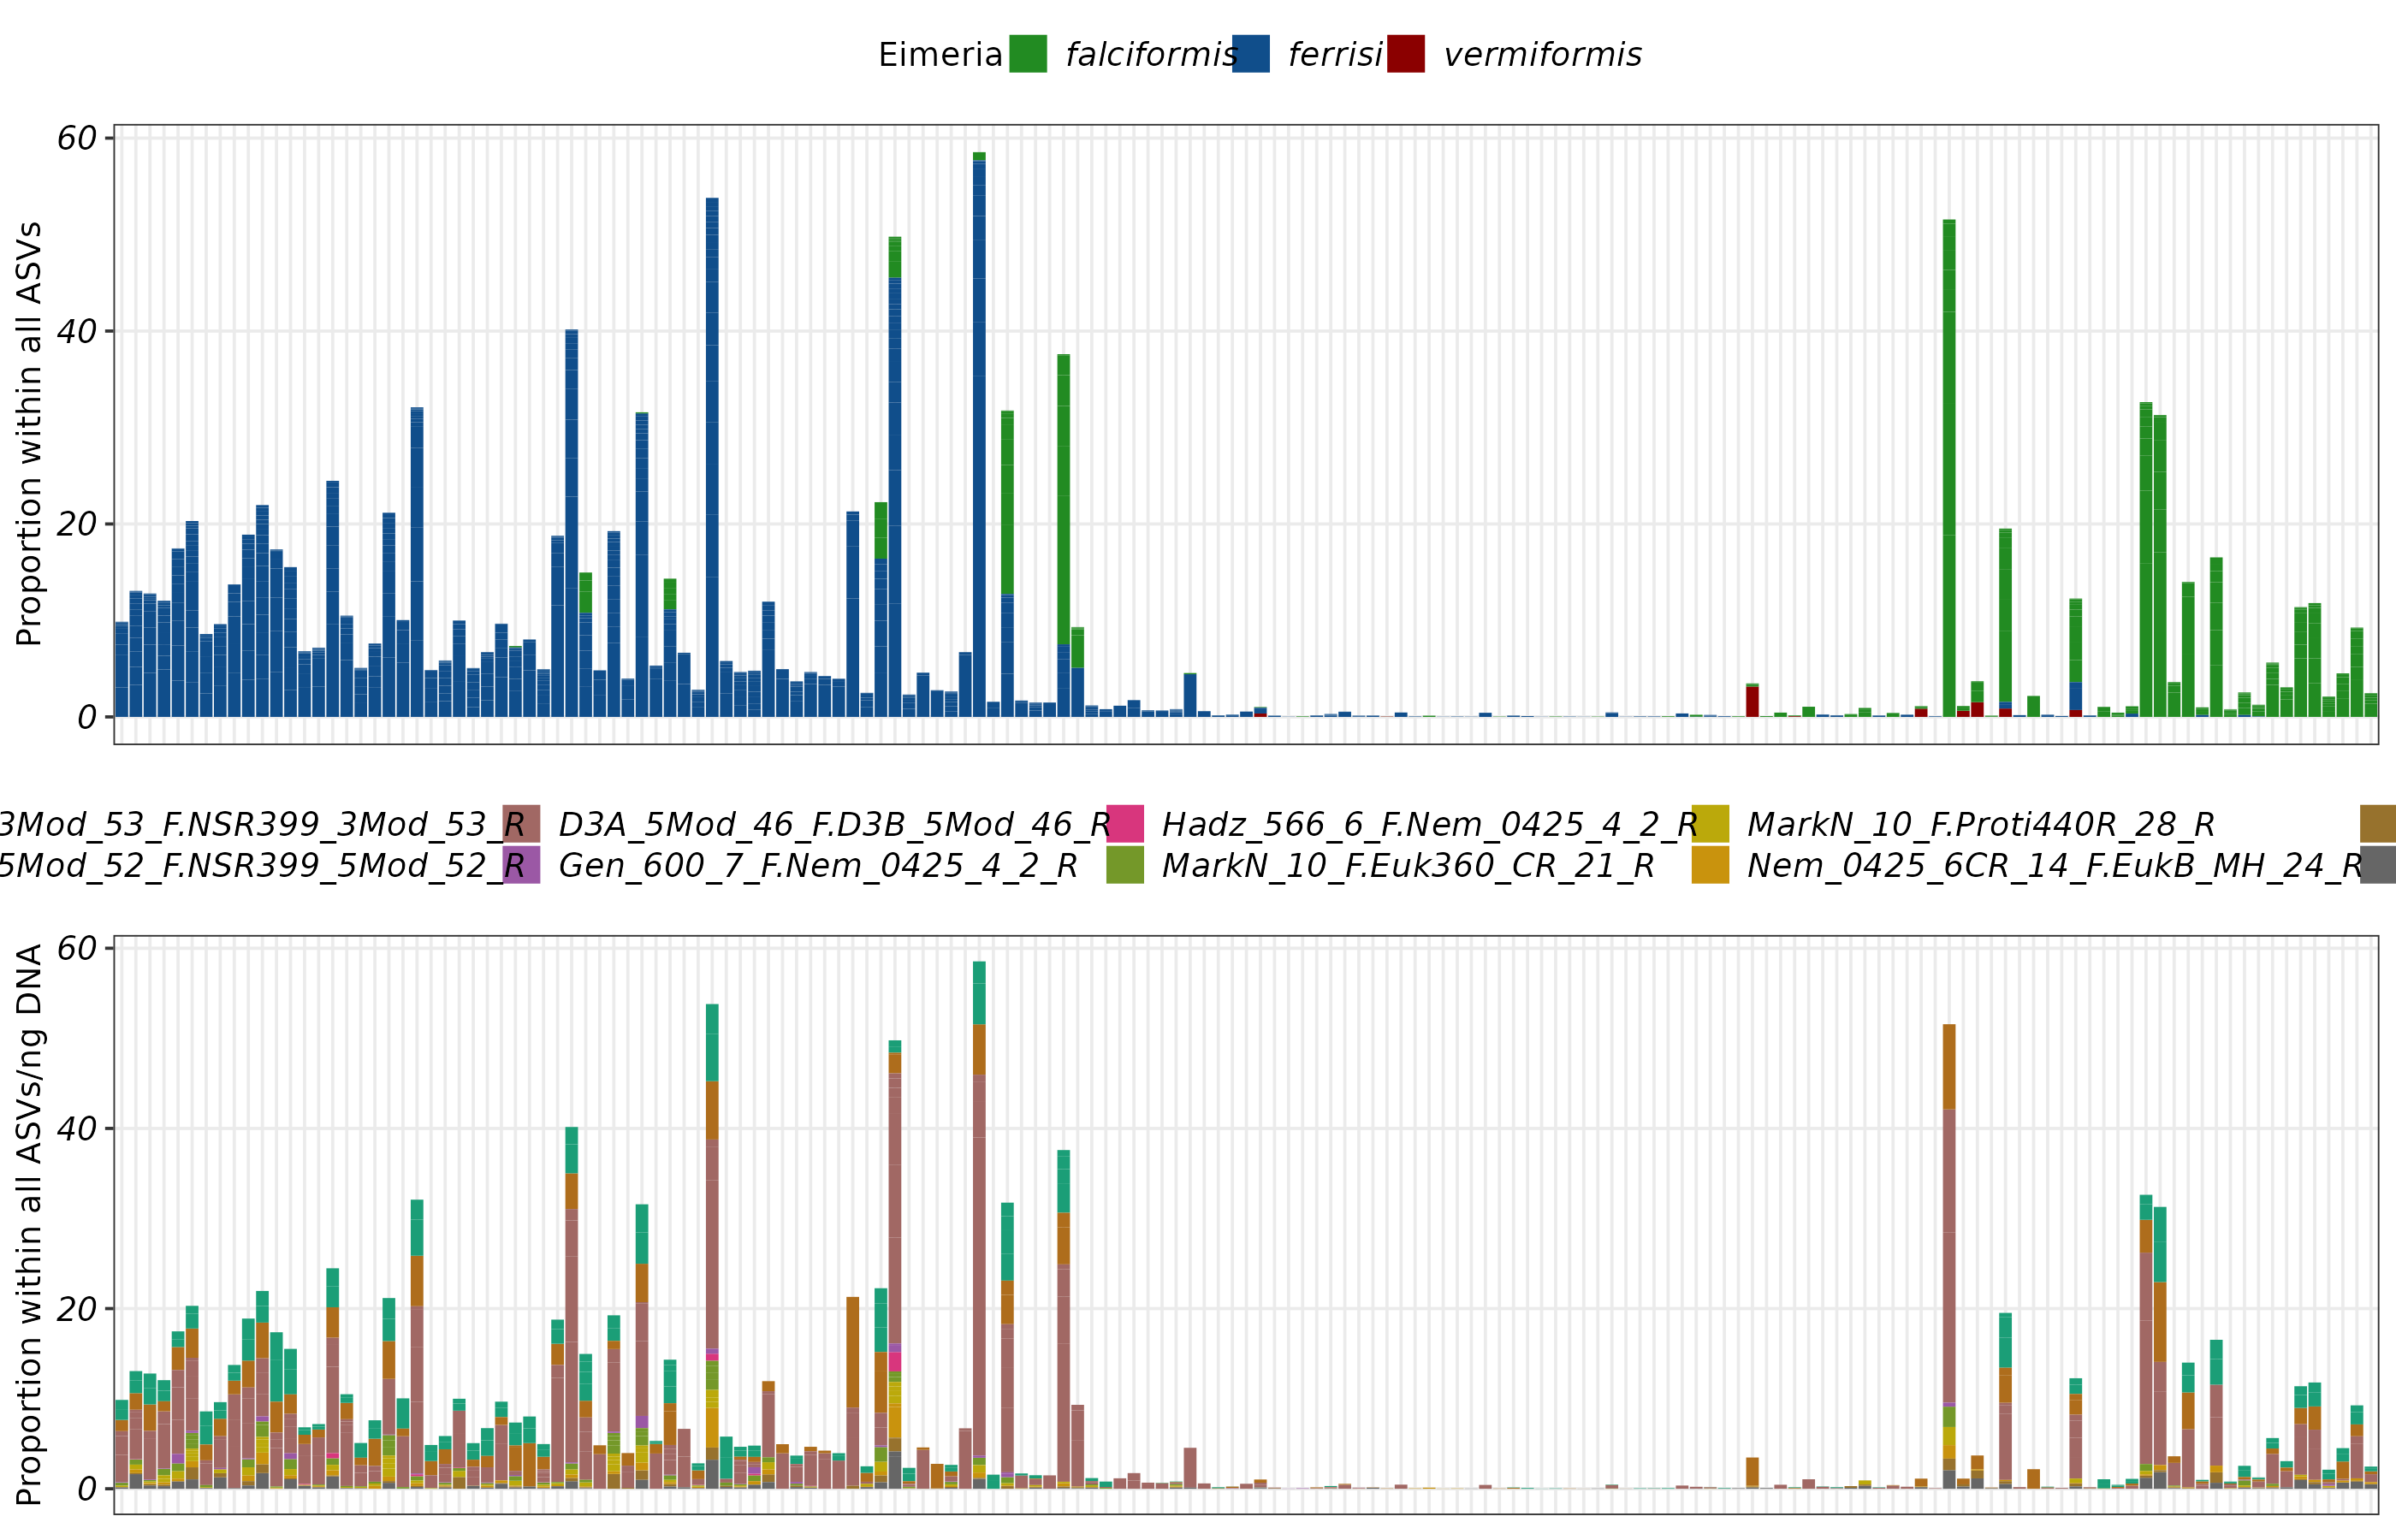 Eimeria falciformis ferrisi vermiformis
Proportion within all ASVs
60
40
20
0
3Mod_53_F.NSR399_3Mod_53_R D3A_5Mod_46_F.D3B_5Mod_46_R Hadz_566_6_F.Nem_0425_4_2_R MarkN_10_F.Proti440R_28_R
5Mod_52_F.NSR399_5Mod_52_R Gen_600_7_F.Nem_0425_4_2_R MarkN_10_F.Euk360_CR_21_R Nem_0425_6CR_14_F.EukB_MH_24_R
Proportion within all ASVs/ng DNA
60
40
20
0